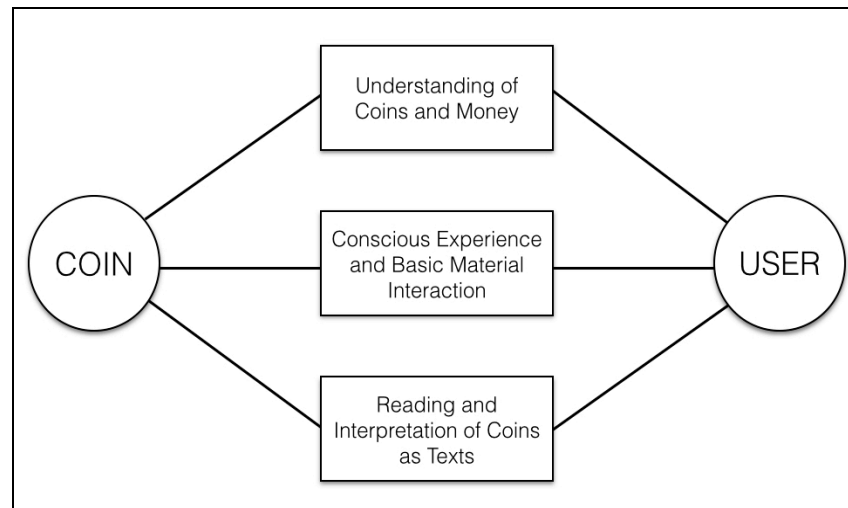 Understanding of
Coins and Money
COIN
Conscious Experience
and Basic Material
Interaction
USER
Reading and
Interpretation of Coins
as Texts